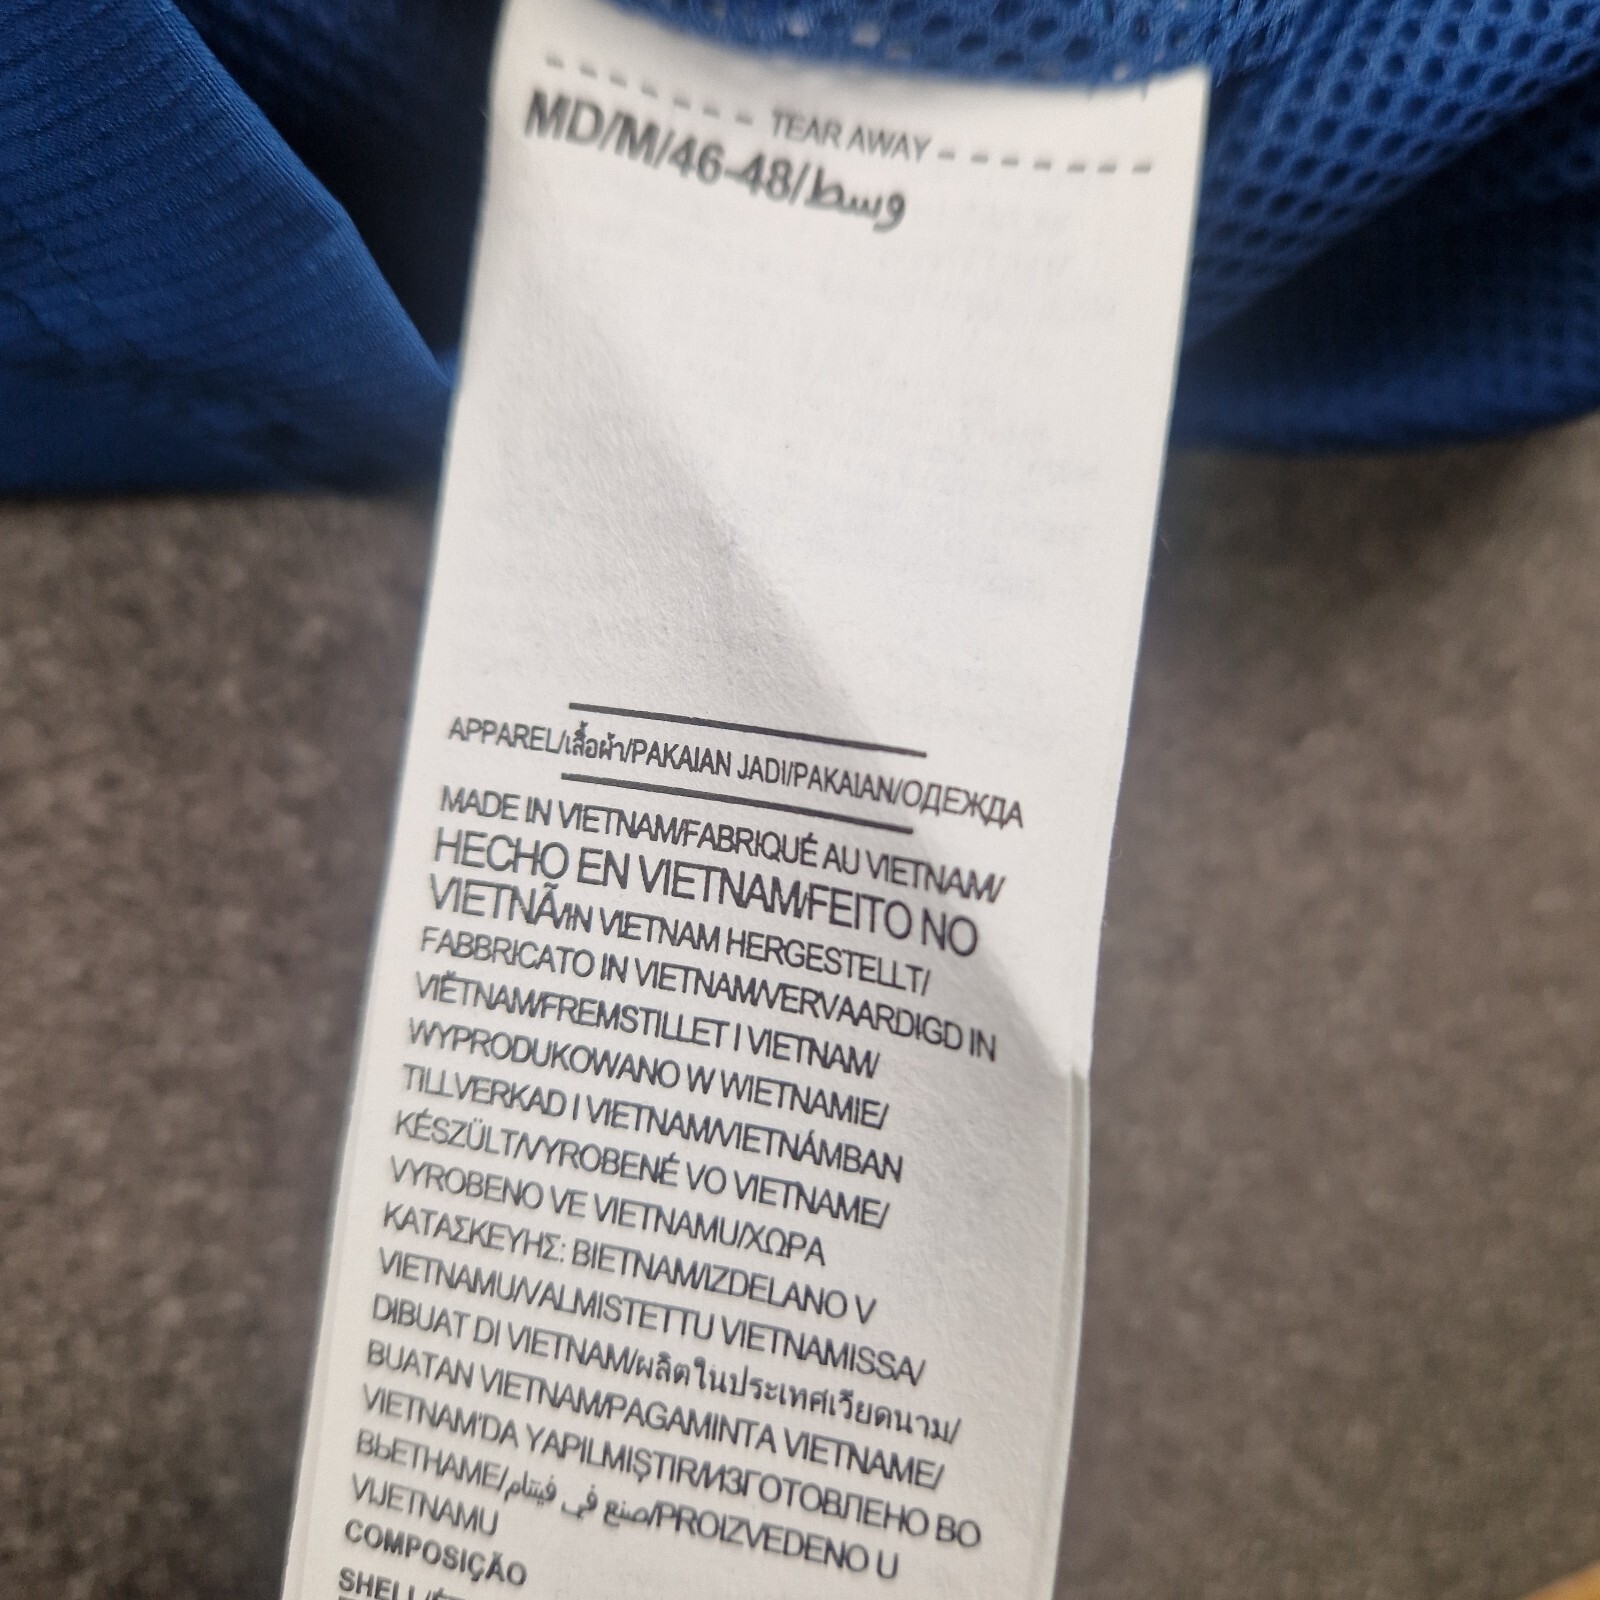 TEAR AWAY
MD/M/46-48/وسط
APPAREL/เสื้อผ้า/PAKAIAN JADI/PAKAIAN/ОДЕЖДА
MADE IN VIETNAM/FABRIQUÉ AU VIETNAM/
HECHO EN VIETNAM/FEITO NO
VIETNÃ/IN VIETNAM HERGESTELLT/
FABBRICATO IN VIETNAM/VERVAARDIGD IN
VIËTNAM/FREMSTILLET I VIETNAM/
WYPRODUKOWANO W WIETNAMIE/
TILLVERKAD I VIETNAM/VIETNÁMBAN
KÉSZÜLT/VYROBENÉ VO VIETNAME/
VYROBENO VE VIETNAMU/ΧΩΡΑ
ΚΑΤΑΣΚΕΥΗΣ: ΒΙΕΤΝΑΜ/IZDELANO V
VIETNAMU/VALMISTETTU VIETNAMISSA/
DIBUAT DI VIETNAM/ผลิตในประเทศเวียดนาม/
BUATAN VIETNAM/PAGAMINTA VIETNAME/
VIETNAM'DA YAPILMIŞTIR/ИЗГОТОВЛЕНО ВО
ВЬЕТНАМЕ/صنع في فيتنام/PROIZVEDENO U
VIJETNAMU
COMPOSIÇÃO
SHELL/